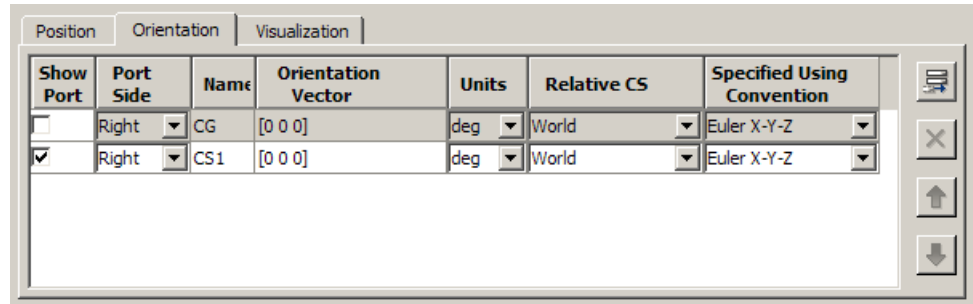 Position Orientation Visualization
Show Port Port Side Name Orientation Vector Units Relative CS Specified Using Convention
Right CG [0 0 0] deg World Euler X-Y-Z
Right CS1 [0 0 0] deg World Euler X-Y-Z